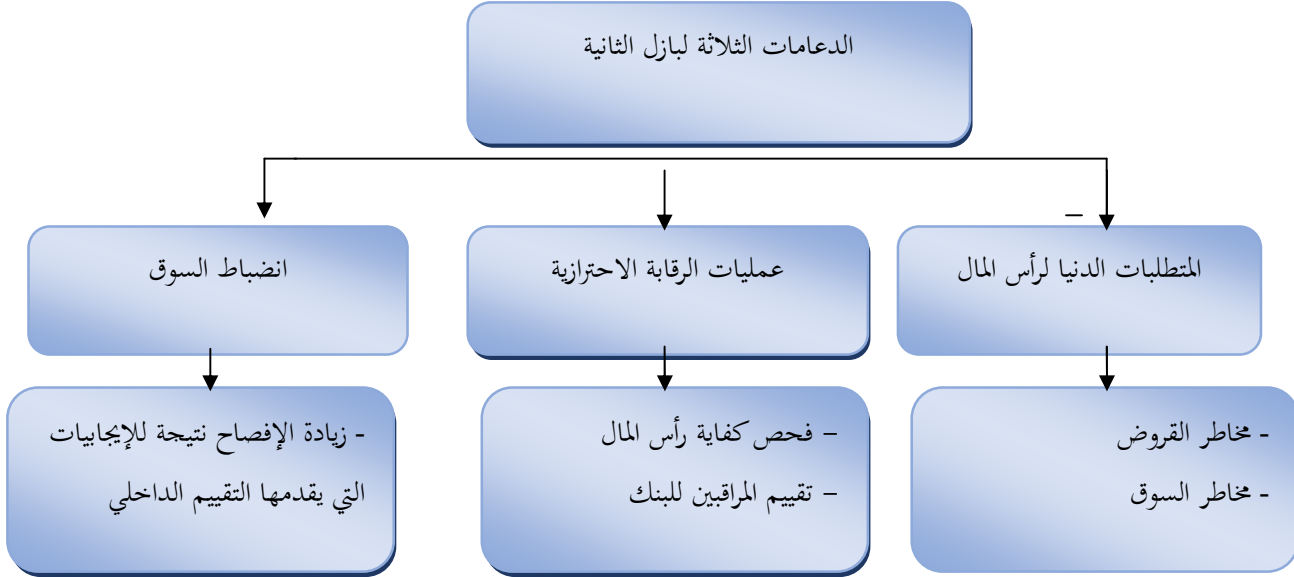 الدعامات الثلاثة لبازل الثانية
المتطلبات الدنيا لرأس المال
عمليات الرقابة الاحترازية
انضباط السوق
- مخاطر القروض
- مخاطر السوق
– فحص كفاية رأس المال
– تقييم المراقبين للبنك
- زيادة الإفصاح نتيجة للإيجابيات
التي يقدمها التقييم الداخلي